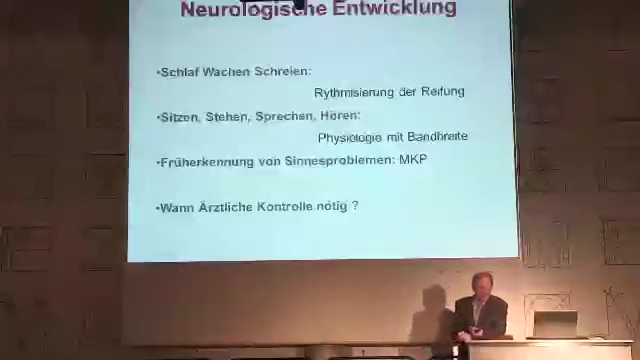 Neurologische Entwicklung
•Schlaf Wachen Schreien:
Rythmisierung der Reifung
•Sitzen, Stehen, Sprechen, Hören:
Physiologie mit Bandbreite
•Früherkennung von Sinnesproblemen: MKP
•Wann Ärztliche Kontrolle nötig ?